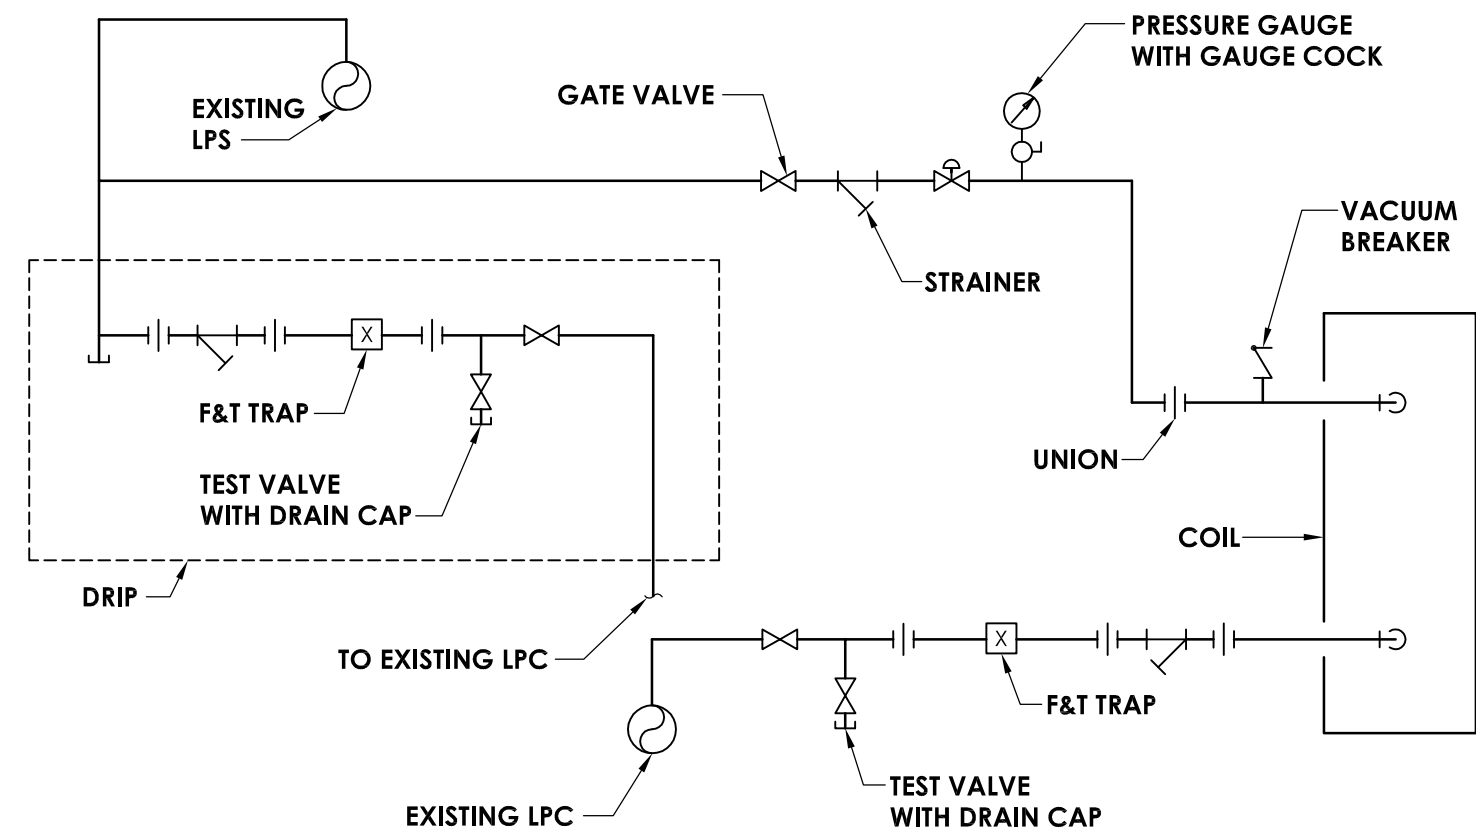 PRESSURE GAUGE
WITH GAUGE COCK
EXISTING
LPS
GATE VALVE
VACUUM
BREAKER
STRAINER
X
F&T TRAP
UNION
TEST VALVE
WITH DRAIN CAP
COIL
DRIP
TO EXISTING LPC
X
F&T TRAP
EXISTING LPC
TEST VALVE
WITH DRAIN CAP